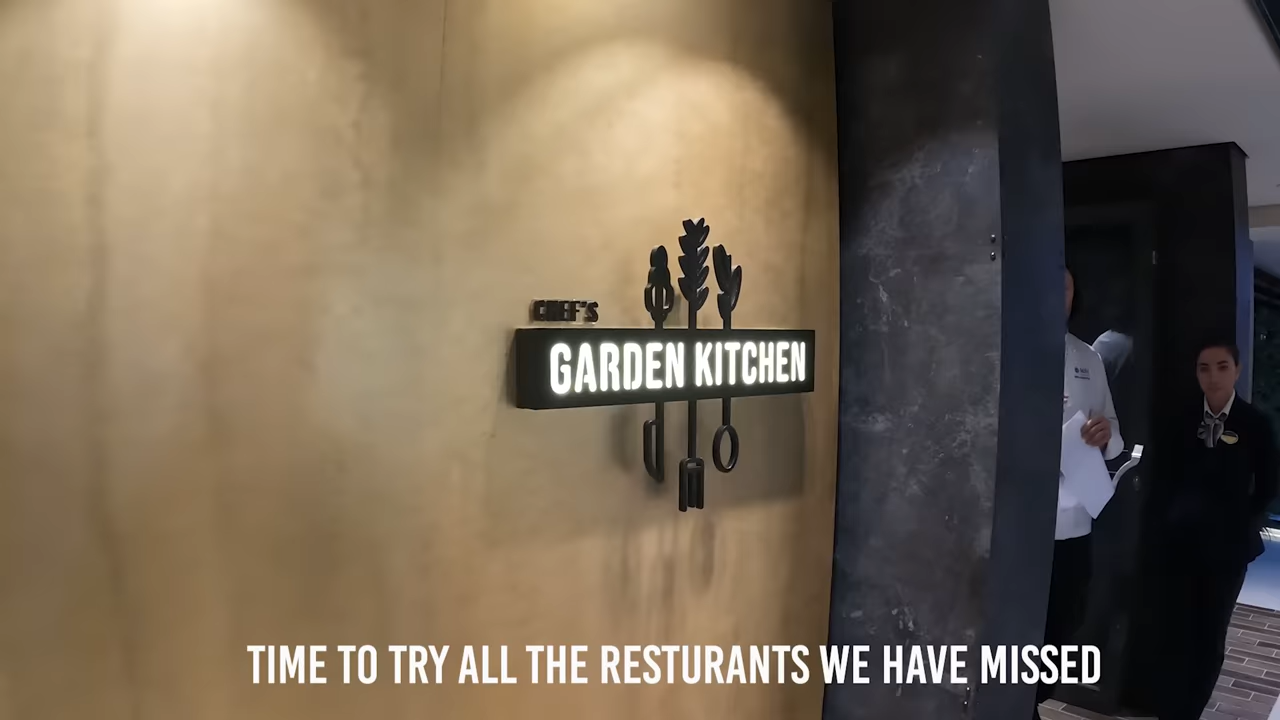 CHEF'S
GARDEN KITCHEN
TIME TO TRY ALL THE RESTURANTS WE HAVE MISSED